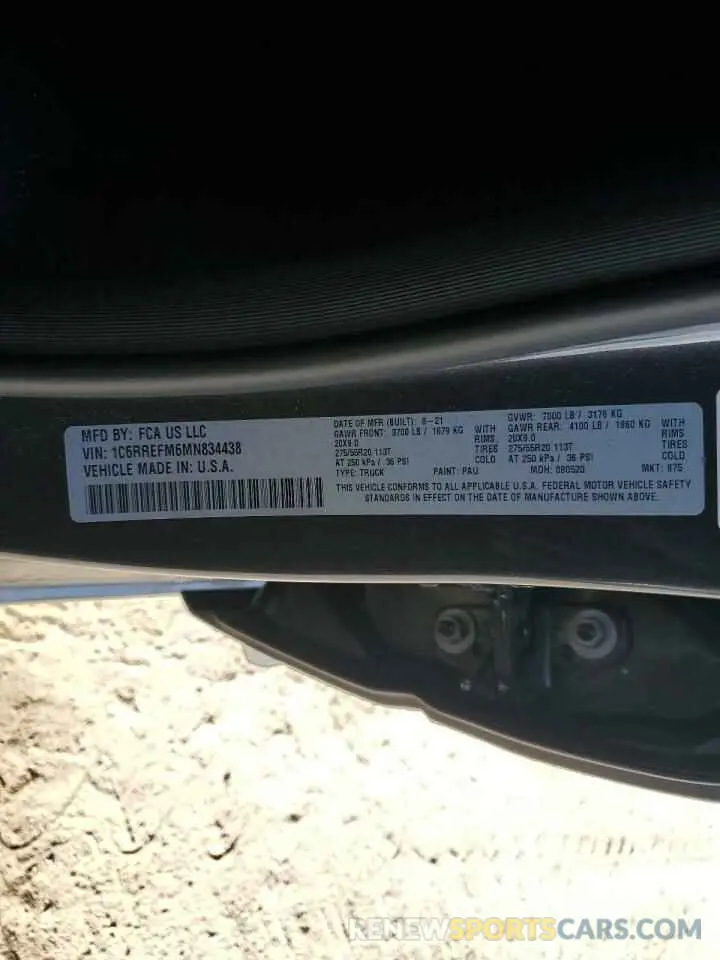 MFD BY: FCA US LLC
VIN: 1C6RREFM6MN834438
VEHICLE MADE IN: U.S.A.
DATE OF MFR (BUILT): 8-21
GAWR FRONT: 3700 LB / 1679 KG WITH
20X9.0 RIMS
275/55R20 113T TIRES
AT 250 kPa / 36 PSI COLD
TYPE: TRUCK PAINT: PAU
GVWR: 7000 LB / 3176 KG
GAWR REAR: 4100 LB / 1860 KG WITH
20X9.0 RIMS
275/55R20 113T TIRES
AT 250 kPa / 36 PSI COLD
MDH: 080520 MKT:
THIS VEHICLE CONFORMS TO ALL APPLICABLE U.S.A. FEDERAL MOTOR VEHICLE SAFETY
STANDARDS IN EFFECT ON THE DATE OF MANUFACTURE SHOWN ABOVE.
RENEWSPORTSCARS.COM